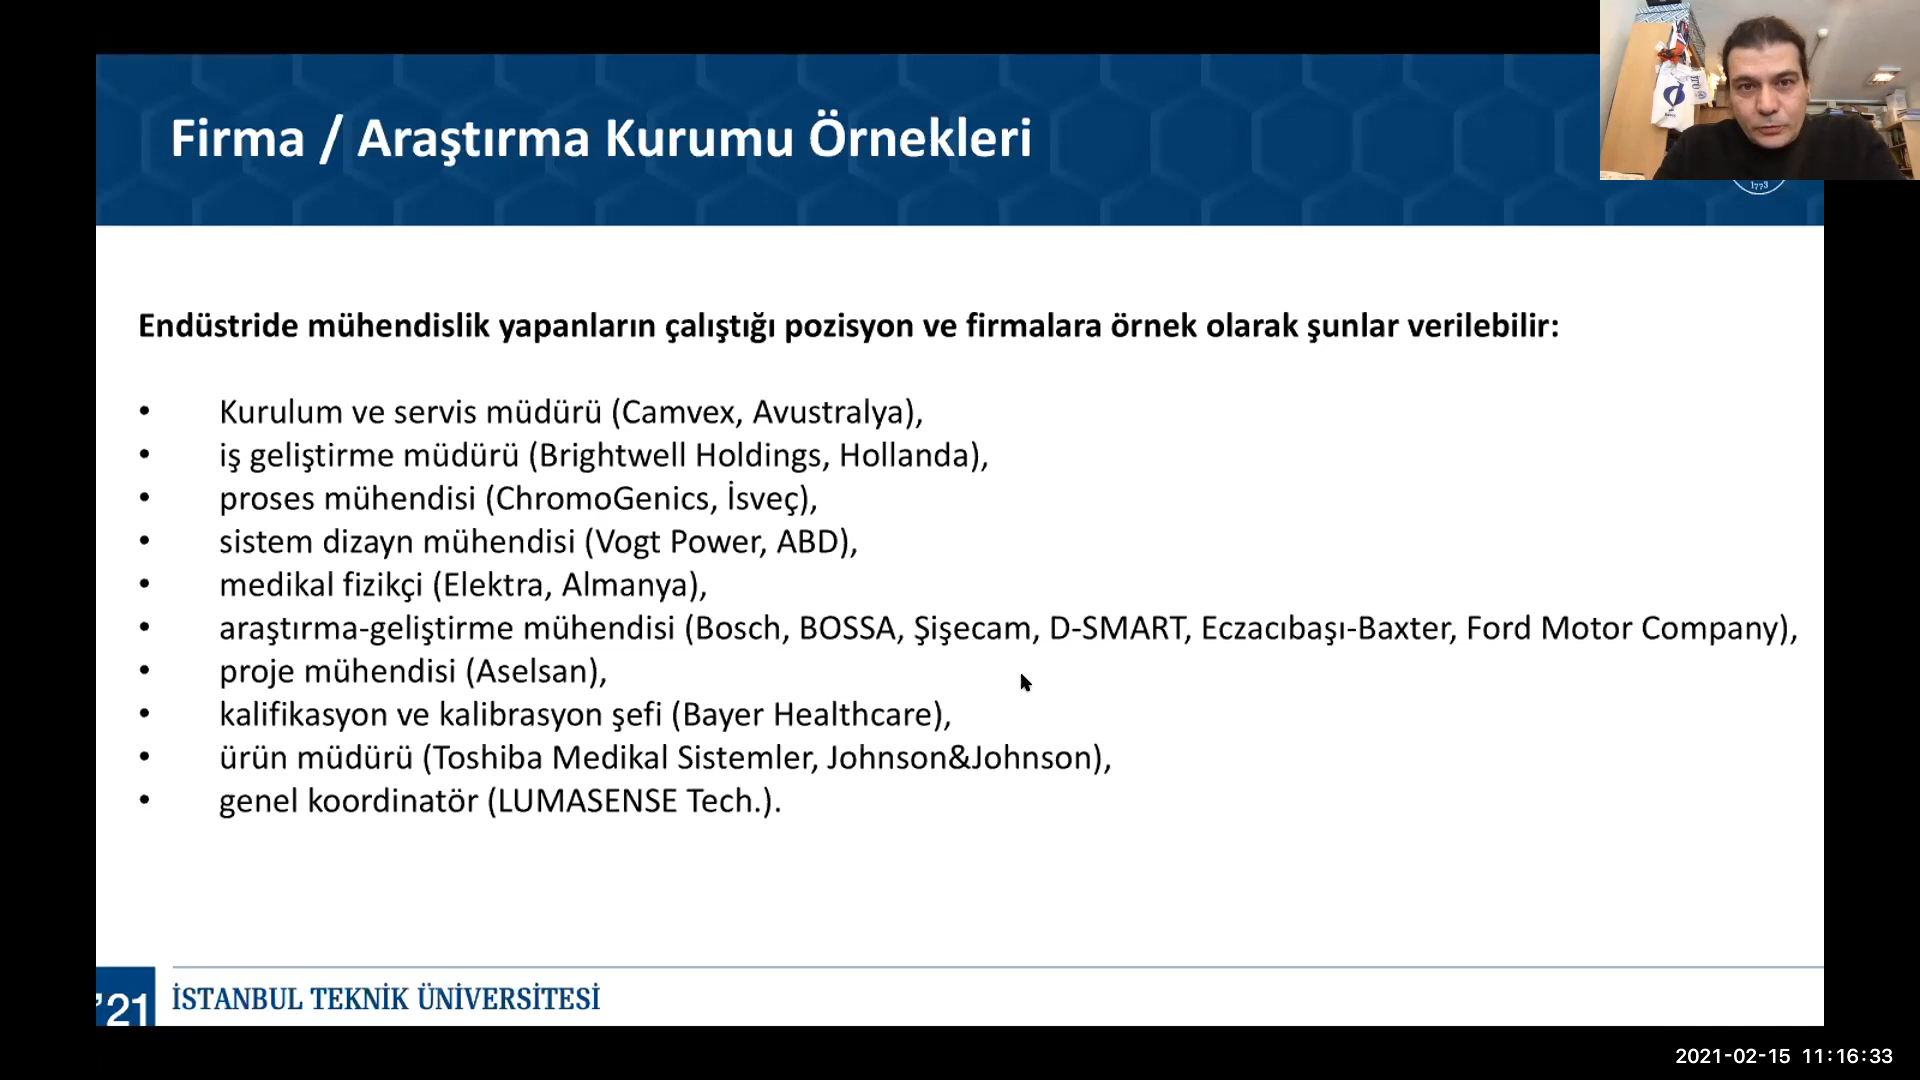 Firma / Araştırma Kurumu Örnekleri
1773
Endüstride mühendislik yapanların çalıştığı pozisyon ve firmalara örnek olarak şunlar verilebilir:
• Kurulum ve servis müdürü (Camvex, Avustralya),
• iş geliştirme müdürü (Brightwell Holdings, Hollanda),
• proses mühendisi (ChromoGenics, İsveç),
• sistem dizayn mühendisi (Vogt Power, ABD),
• medikal fizikçi (Elektra, Almanya),
• araştırma-geliştirme mühendisi (Bosch, BOSSA, Şişecam, D-SMART, Eczacıbaşı-Baxter, Ford Motor Company),
• proje mühendisi (Aselsan),
• kalifikasyon ve kalibrasyon şefi (Bayer Healthcare),
• ürün müdürü (Toshiba Medikal Sistemler, Johnson&Johnson),
• genel koordinatör (LUMASENSE Tech.).
'21 İSTANBUL TEKNİK ÜNİVERSİTESİ
2021-02-15 11:16:33